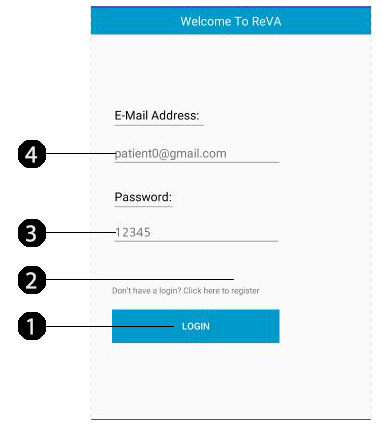 Welcome To ReVA
E-Mail Address:
4
patient0@gmail.com
Password:
3
12345
2
Don't have a login? Click here to register
1
LOGIN